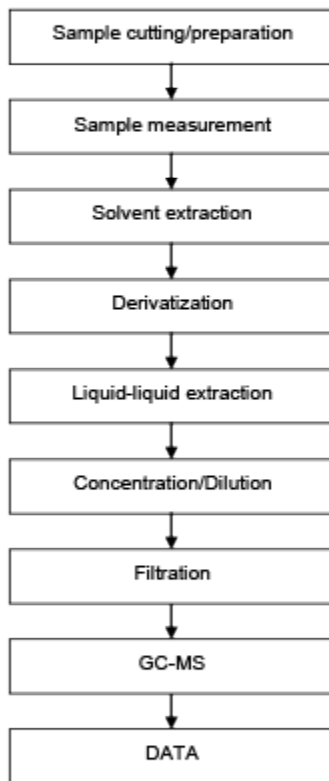 Sample cutting/preparation
Sample measurement
Solvent extraction
Derivatization
Liquid-liquid extraction
Concentration/Dilution
Filtration
GC-MS
DATA